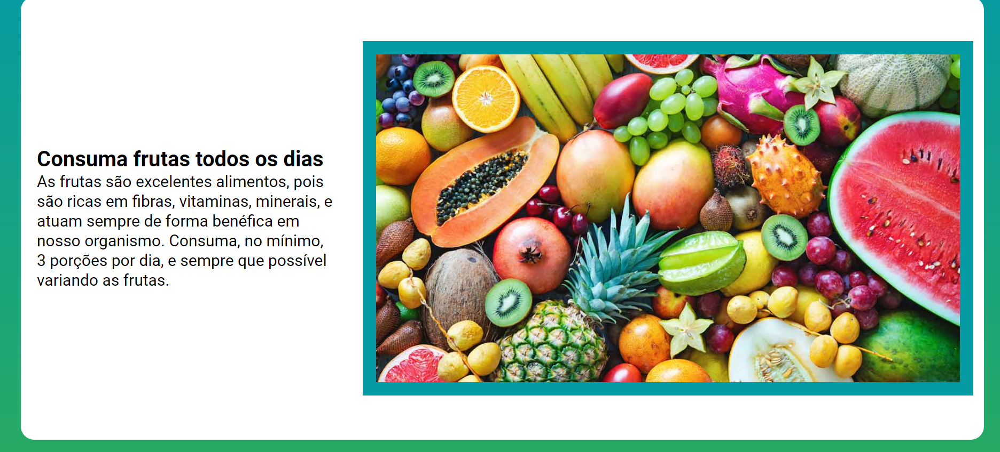 Consuma frutas todos os dias
As frutas são excelentes alimentos, pois
são ricas em fibras, vitaminas, minerais, e
atuam sempre de forma benéfica em
nosso organismo. Consuma, no mínimo,
3 porções por dia, e sempre que possível
variando as frutas.